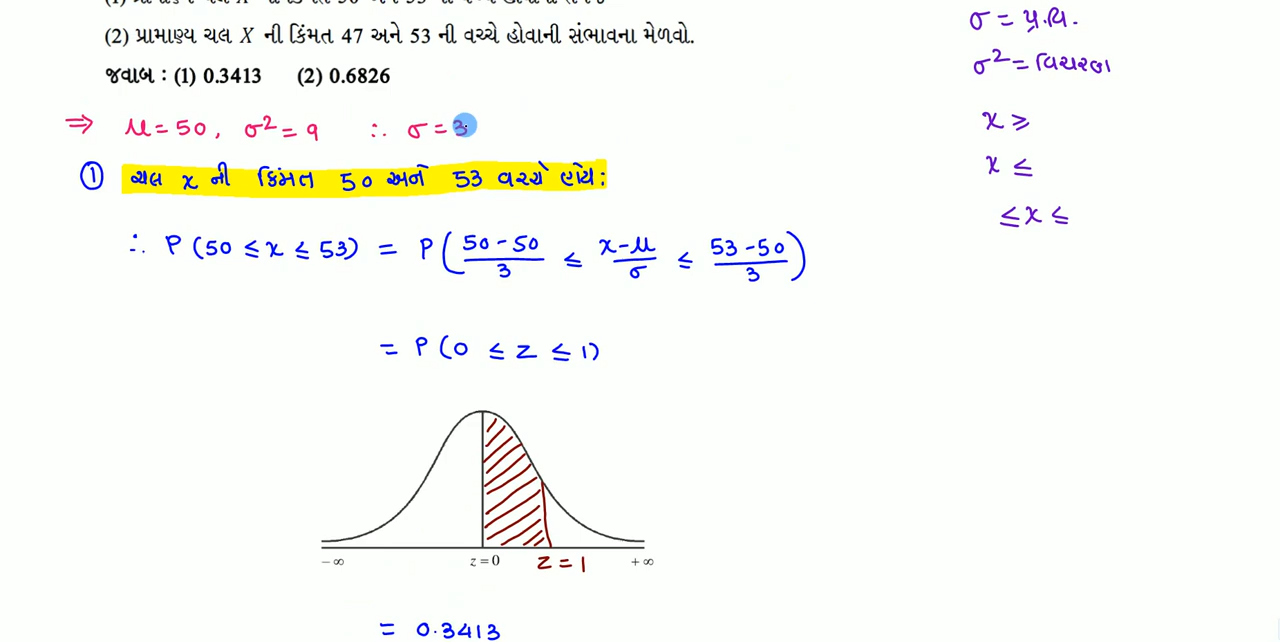 (2) પ્રામાણ્ય ચલ X ની કિંમત 47 અને 53 ની વચ્ચે હોવાની સંભાવના મેળવો.
જવાબ : (1) 0.3413 (2) 0.6826
⇒ μ = 50, σ² = 9 ∴ σ = 3
① ચલ x ની કિંમત 50 અને 53 વચ્ચે હોય :
∴ P (50 ≤ x ≤ 53) = P( (50 - 50)/3 ≤ (x - μ)/σ ≤ (53 - 50)/3 )
= P (0 ≤ z ≤ 1)
- ∞ z = 0 z = 1 + ∞
= 0.3413
σ = પ્ર.વિ.
σ² = વિચરણ
x ≥
x ≤
≤ x ≤